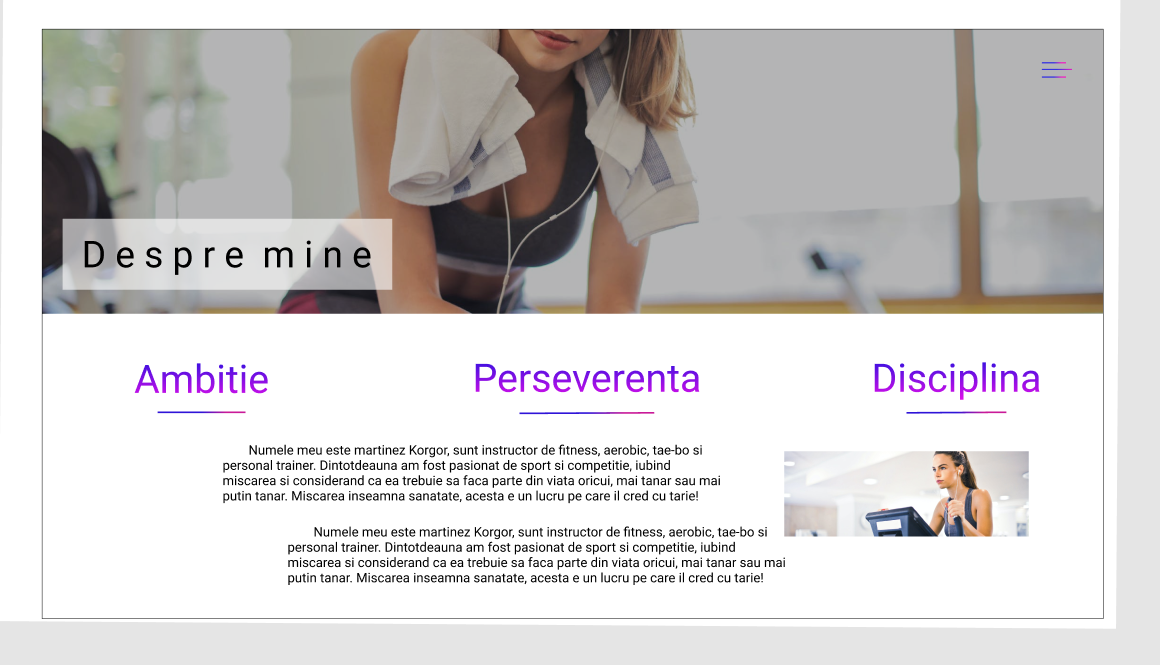 Despre mine
Ambitie
Perseverenta
Disciplina
Numele meu este martinez Korgor, sunt instructor de fitness, aerobic, tae-bo si
personal trainer. Dintotdeauna am fost pasionat de sport si competitie, iubind
miscarea si considerand ca ea trebuie sa faca parte din viata oricui, mai tanar sau mai
putin tanar. Miscarea inseamna sanatate, acesta e un lucru pe care il cred cu tarie!
Numele meu este martinez Korgor, sunt instructor de fitness, aerobic, tae-bo si
personal trainer. Dintotdeauna am fost pasionat de sport si competitie, iubind
miscarea si considerand ca ea trebuie sa faca parte din viata oricui, mai tanar sau mai
putin tanar. Miscarea inseamna sanatate, acesta e un lucru pe care il cred cu tarie!